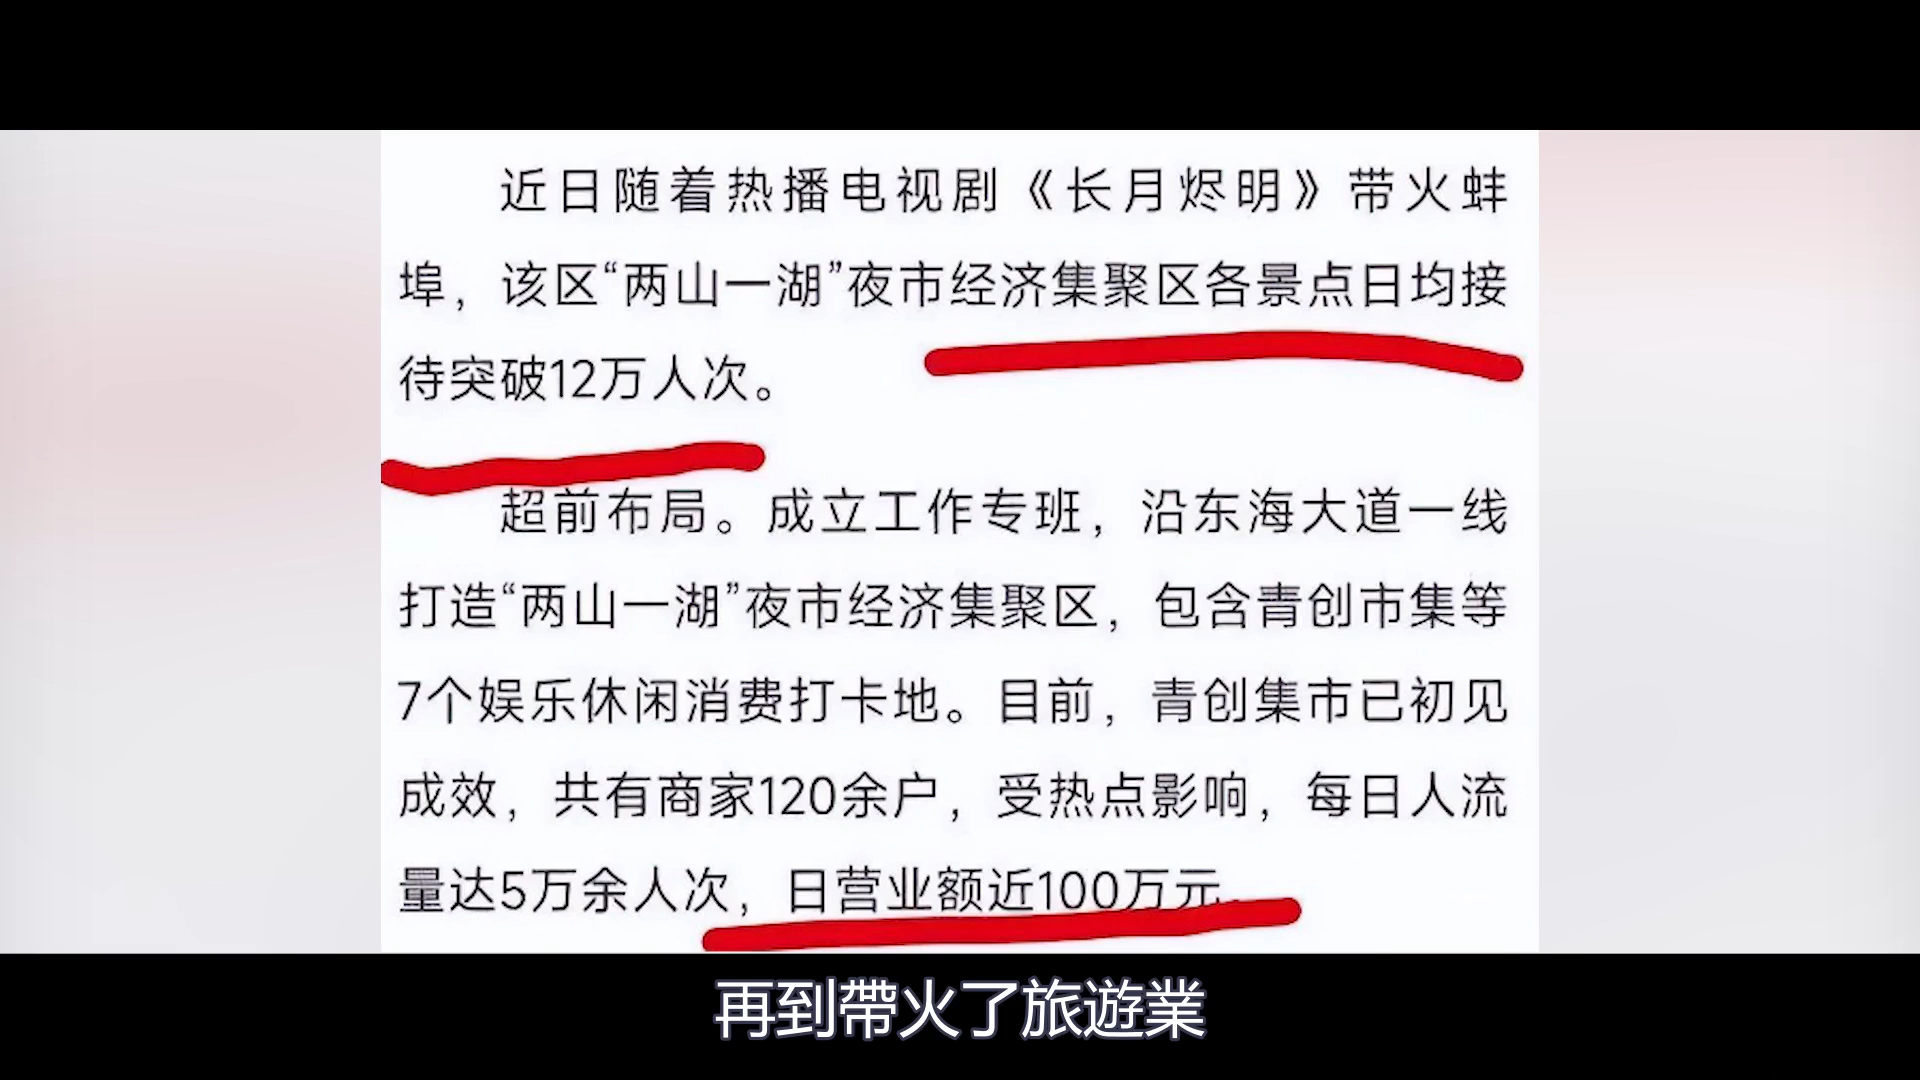 近日随着热播电视剧《长月烬明》带火蚌
埠，该区“两山一湖”夜市经济集聚区各景点日均接
待突破12万人次。
超前布局。成立工作专班，沿东海大道一线
打造“两山一湖”夜市经济集聚区，包含青创市集等
7个娱乐休闲消费打卡地。目前，青创集市已初见
成效，共有商家120余户，受热点影响，每日人流
量达5万余人次，日营业额近100万元。
再到帶火了旅遊業